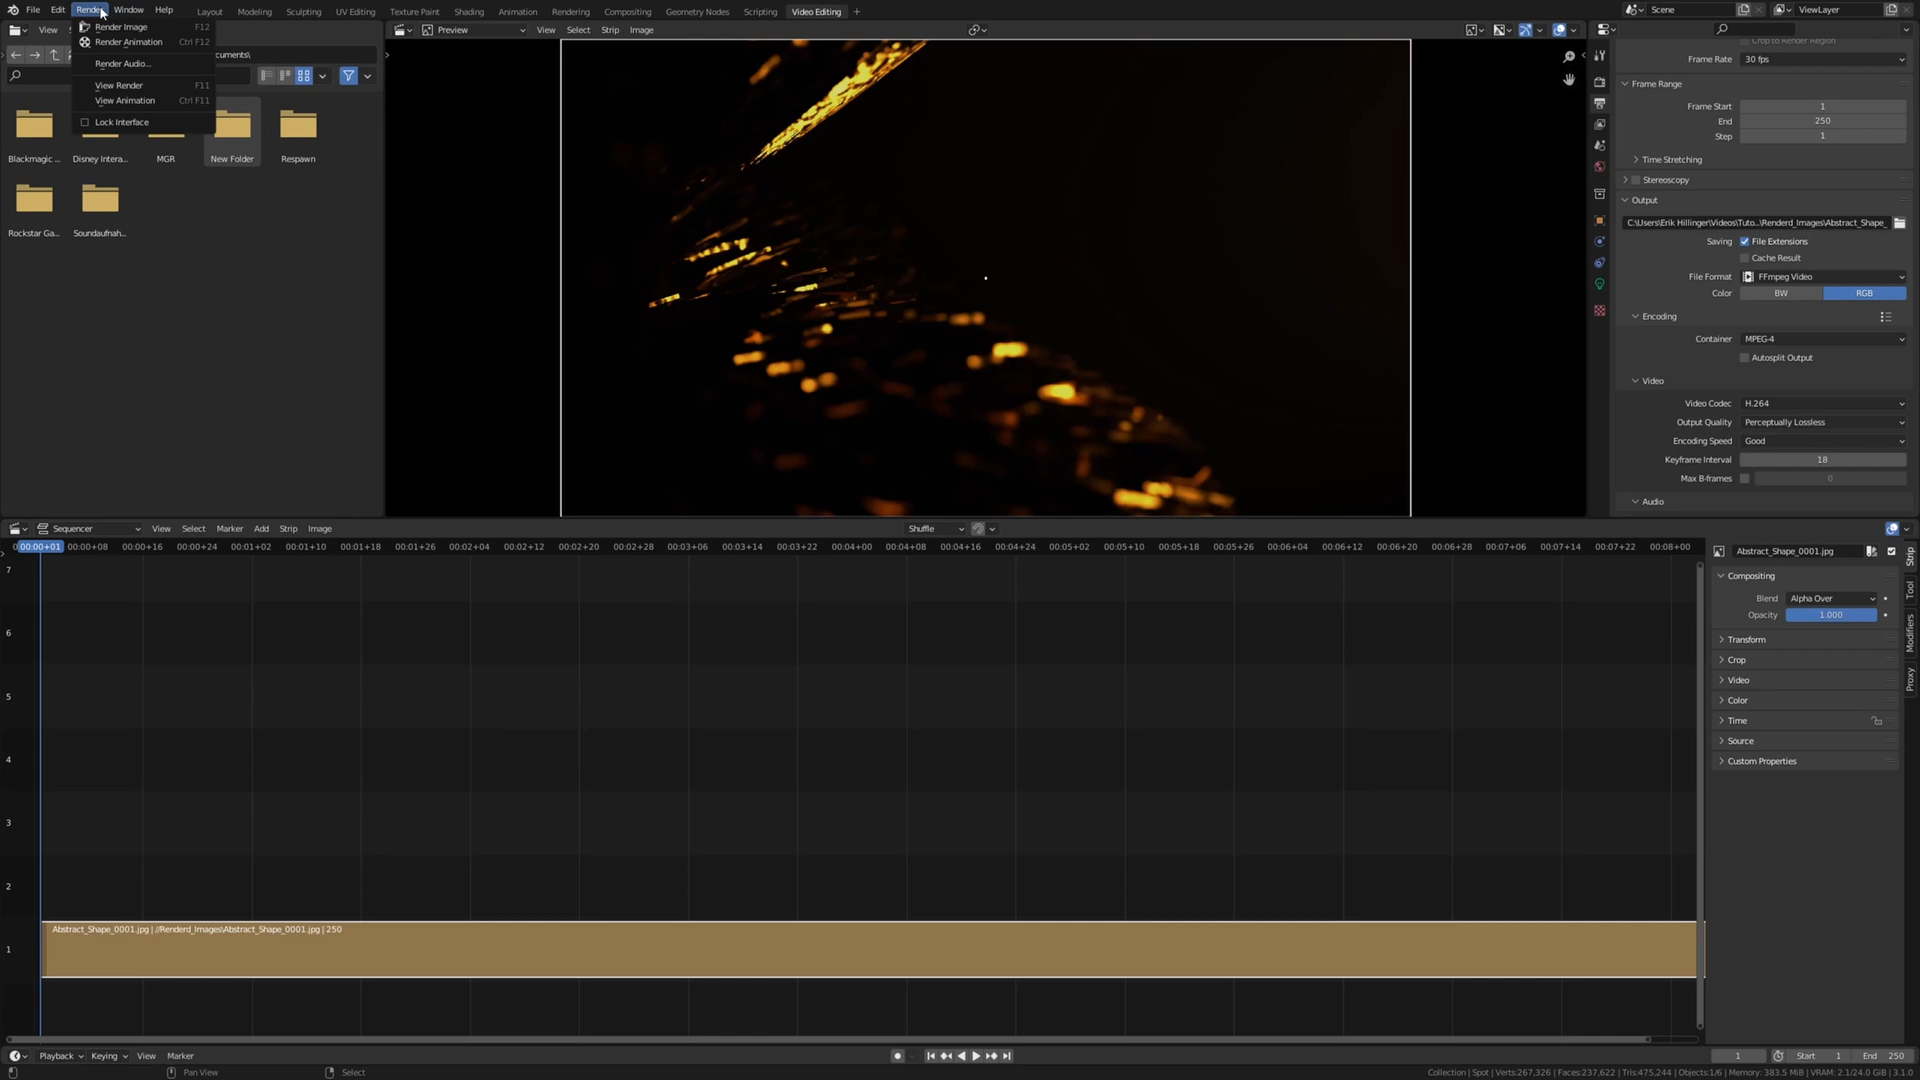 File Edit Render Window Help Layout Modeling Sculpting UV Editing Texture Paint Shading Animation Rendering Compositing Geometry Nodes Scripting Video Editing + Scene ViewLayer
Render Image F12
Render Animation Ctrl F12
Render Audio...
View Render F11
View Animation Ctrl F11
Lock Interface
View
cuments\
Blackmagic ... Disney Intera... MGR New Folder Respawn
Rockstar Ga... Soundaufnah...
Preview View Select Strip Image
Crop to Render Region
Frame Rate 30 fps
Frame Range
Frame Start 1
End 250
Step 1
Time Stretching
Stereoscopy
Output
C:\Users\Erik Hillinger\Videos\Tuto...\Renderd_Images\Abstract_Shape_
Saving File Extensions
Cache Result
File Format FFmpeg Video
Color BW RGB
Encoding
Container MPEG-4
Autosplit Output
Video
Video Codec H.264
Output Quality Perceptually Lossless
Encoding Speed Good
Keyframe Interval 18
Max B-frames 0
Audio
Sequencer View Select Marker Add Strip Image Shuffle
0 00:00+01 00:00+08 00:00+16 00:00+24 00:01+02 00:01+10 00:01+18 00:01+26 00:02+04 00:02+12 00:02+20 00:02+28 00:03+06 00:03+14 00:03+22 00:04+00 00:04+08 00:04+16 00:04+24 00:05+02 00:05+10 00:05+18 00:05+26 00:06+04 00:06+12 00:06+20 00:06+28 00:07+06 00:07+14 00:07+22 00:08+00
7
6
5
4
3
2
1
Abstract_Shape_0001.jpg | //Renderd_Images\Abstract_Shape_0001.jpg | 250
Abstract_Shape_0001.jpg
Compositing
Blend Alpha Over
Opacity 1.000
Transform
Crop
Video
Color
Time
Source
Custom Properties
Strip
Tool
Modifiers
Proxy
Playback Keying View Marker 1 Start 1 End 250
Pan View Select Collection | Spot | Verts:267,326 | Faces:237,622 | Tris:475,244 | Objects:1/6 | Memory: 383.5 MiB | VRAM: 2.1/24.0 GiB | 3.1.0